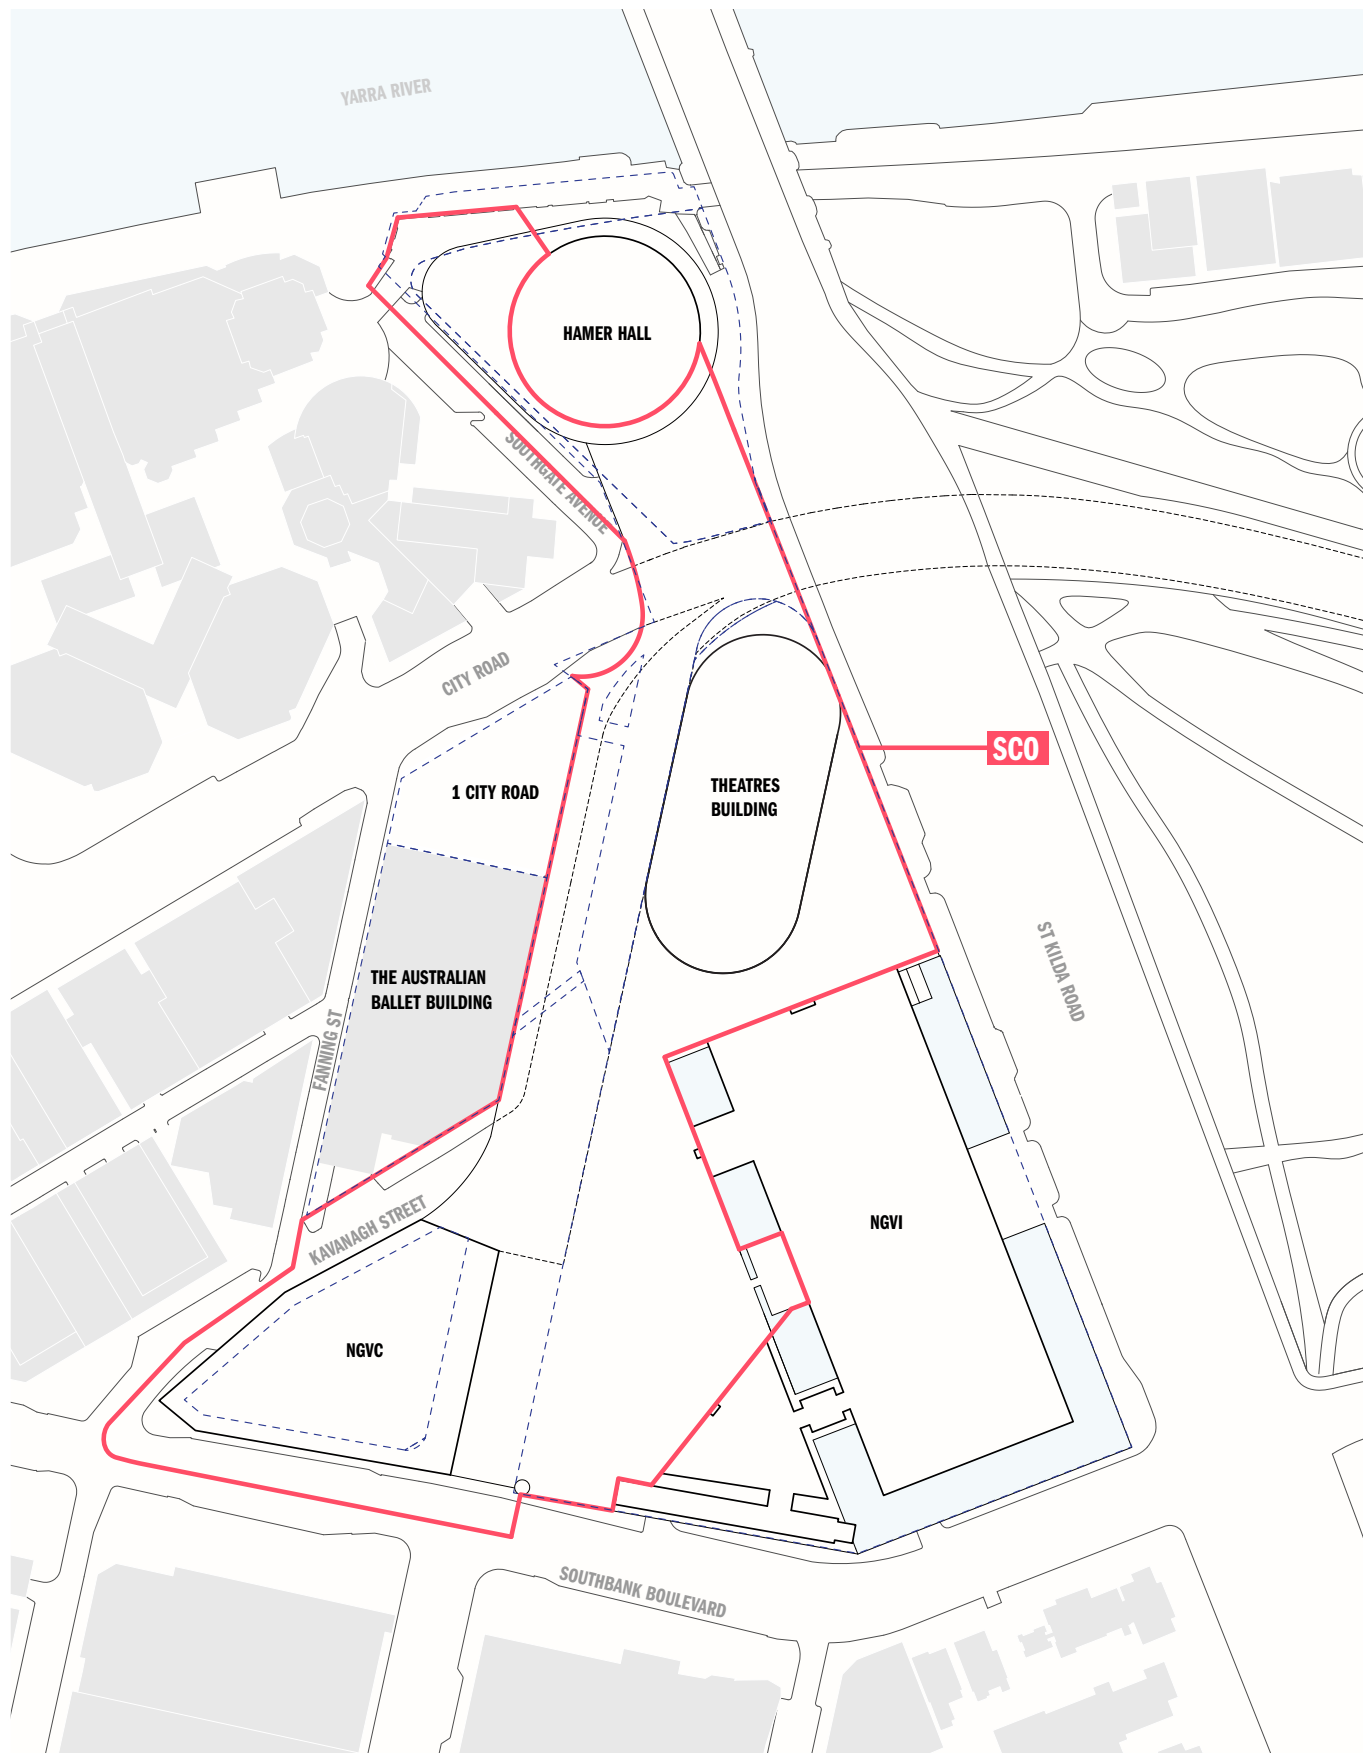 YARRA RIVER
HAMER HALL
SOUTHGATE AVENUE
CITY ROAD
SCO
1 CITY ROAD
THEATRES
BUILDING
THE AUSTRALIAN
BALLET BUILDING
FANNING ST
ST KILDA ROAD
KAVANAGH STREET
NGVI
NGVC
SOUTHBANK BOULEVARD